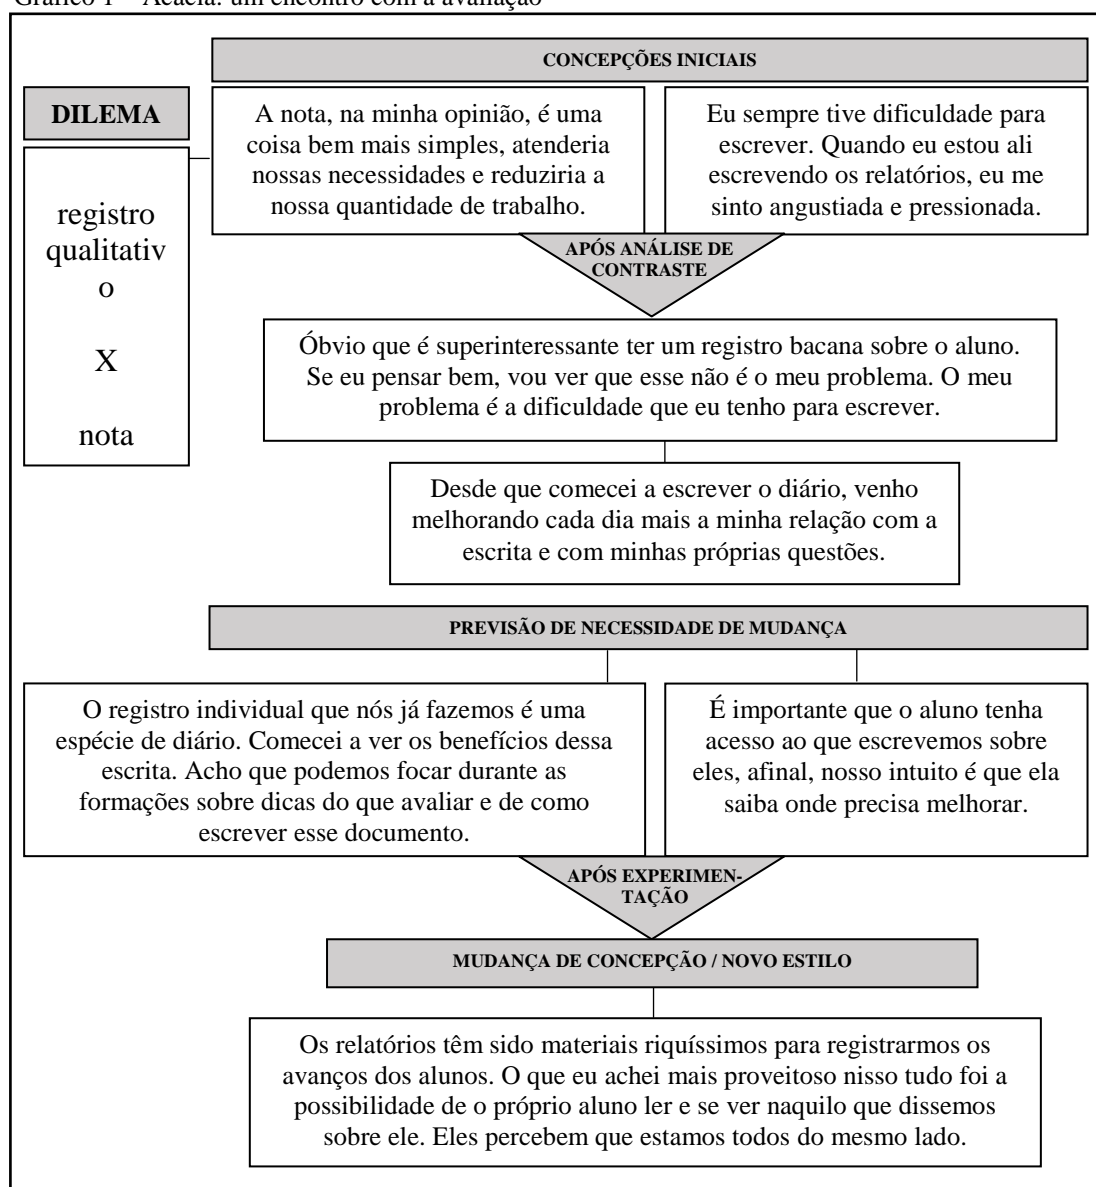 Gráfico 1 – Acácia: um encontro com a avaliação
CONCEPÇÕES INICIAIS
DILEMA
registro
qualitativ
o
X
nota
A nota, na minha opinião, é uma
coisa bem mais simples, atenderia
nossas necessidades e reduziria a
nossa quantidade de trabalho.
Eu sempre tive dificuldade para
escrever. Quando eu estou ali
escrevendo os relatórios, eu me
sinto angustiada e pressionada.
APÓS ANÁLISE DE
CONTRASTE
Óbvio que é superinteressante ter um registro bacana sobre o aluno.
Se eu pensar bem, vou ver que esse não é o meu problema. O meu
problema é a dificuldade que eu tenho para escrever.
Desde que comecei a escrever o diário, venho
melhorando cada dia mais a minha relação com a
escrita e com minhas próprias questões.
PREVISÃO DE NECESSIDADE DE MUDANÇA
O registro individual que nós já fazemos é uma
espécie de diário. Comecei a ver os benefícios dessa
escrita. Acho que podemos focar durante as
formações sobre dicas do que avaliar e de como
escrever esse documento.
É importante que o aluno tenha
acesso ao que escrevemos sobre
eles, afinal, nosso intuito é que ela
saiba onde precisa melhorar.
APÓS EXPERIMEN-
TAÇÃO
MUDANÇA DE CONCEPÇÃO / NOVO ESTILO
Os relatórios têm sido materiais riquíssimos para registrarmos os
avanços dos alunos. O que eu achei mais proveitoso nisso tudo foi a
possibilidade de o próprio aluno ler e se ver naquilo que dissemos
sobre ele. Eles percebem que estamos todos do mesmo lado.